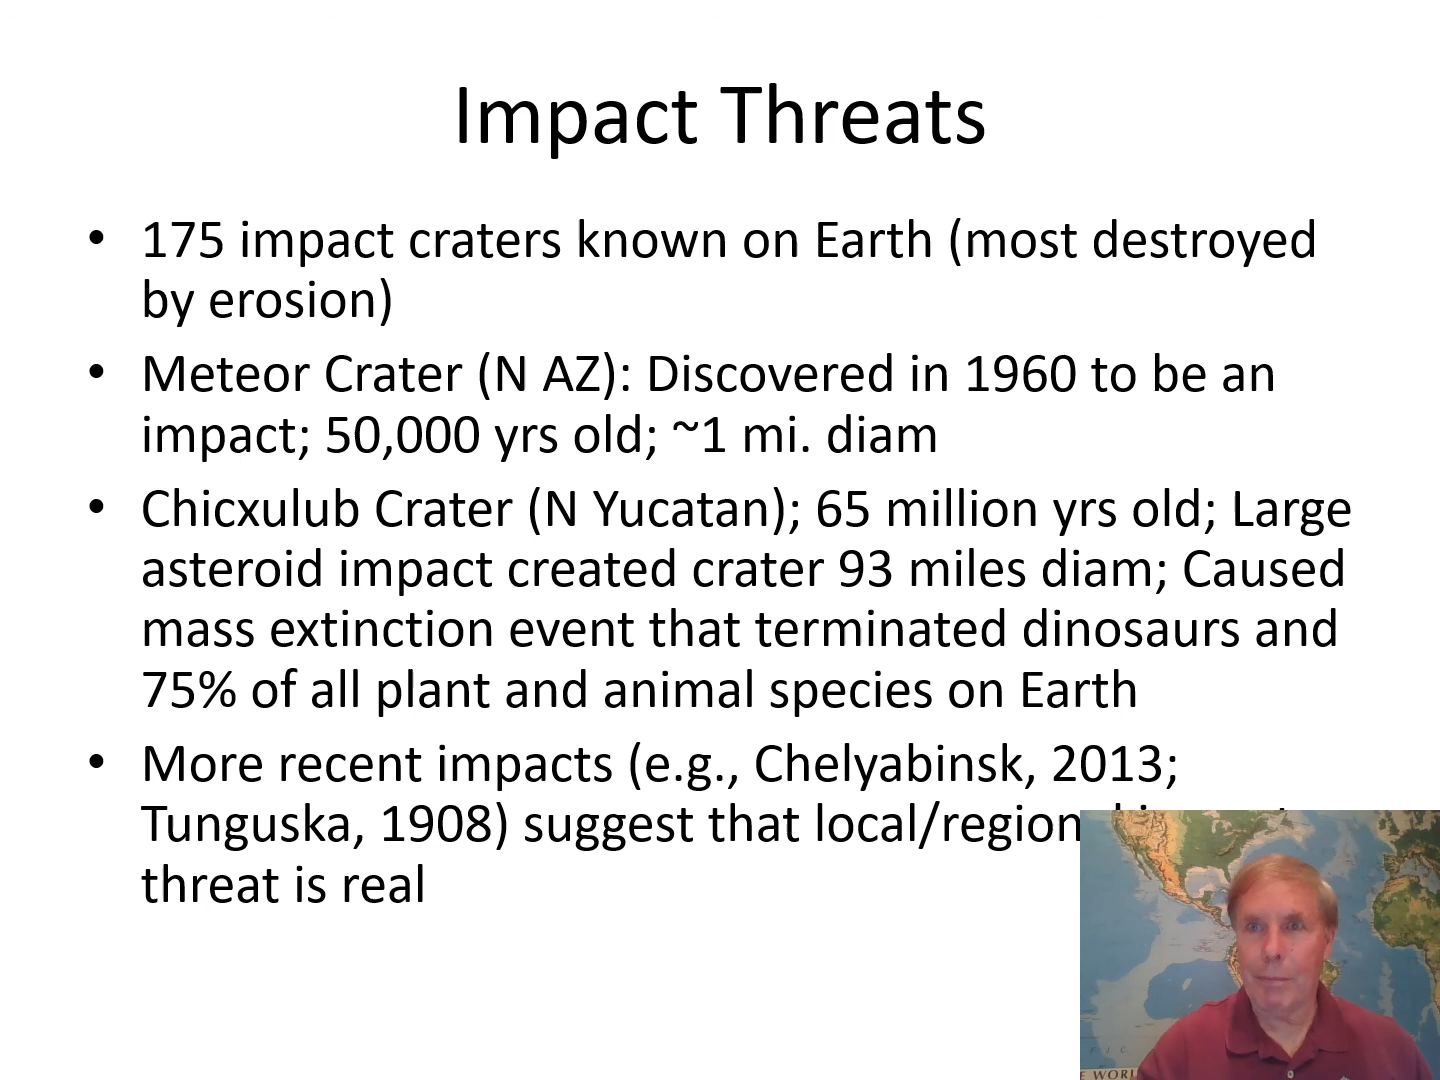 Impact Threats
• 175 impact craters known on Earth (most destroyed
by erosion)
• Meteor Crater (N AZ): Discovered in 1960 to be an
impact; 50,000 yrs old; ~1 mi. diam
• Chicxulub Crater (N Yucatan); 65 million yrs old; Large
asteroid impact created crater 93 miles diam; Caused
mass extinction event that terminated dinosaurs and
75% of all plant and animal species on Earth
• More recent impacts (e.g., Chelyabinsk, 2013;
Tunguska, 1908) suggest that local/region
threat is real